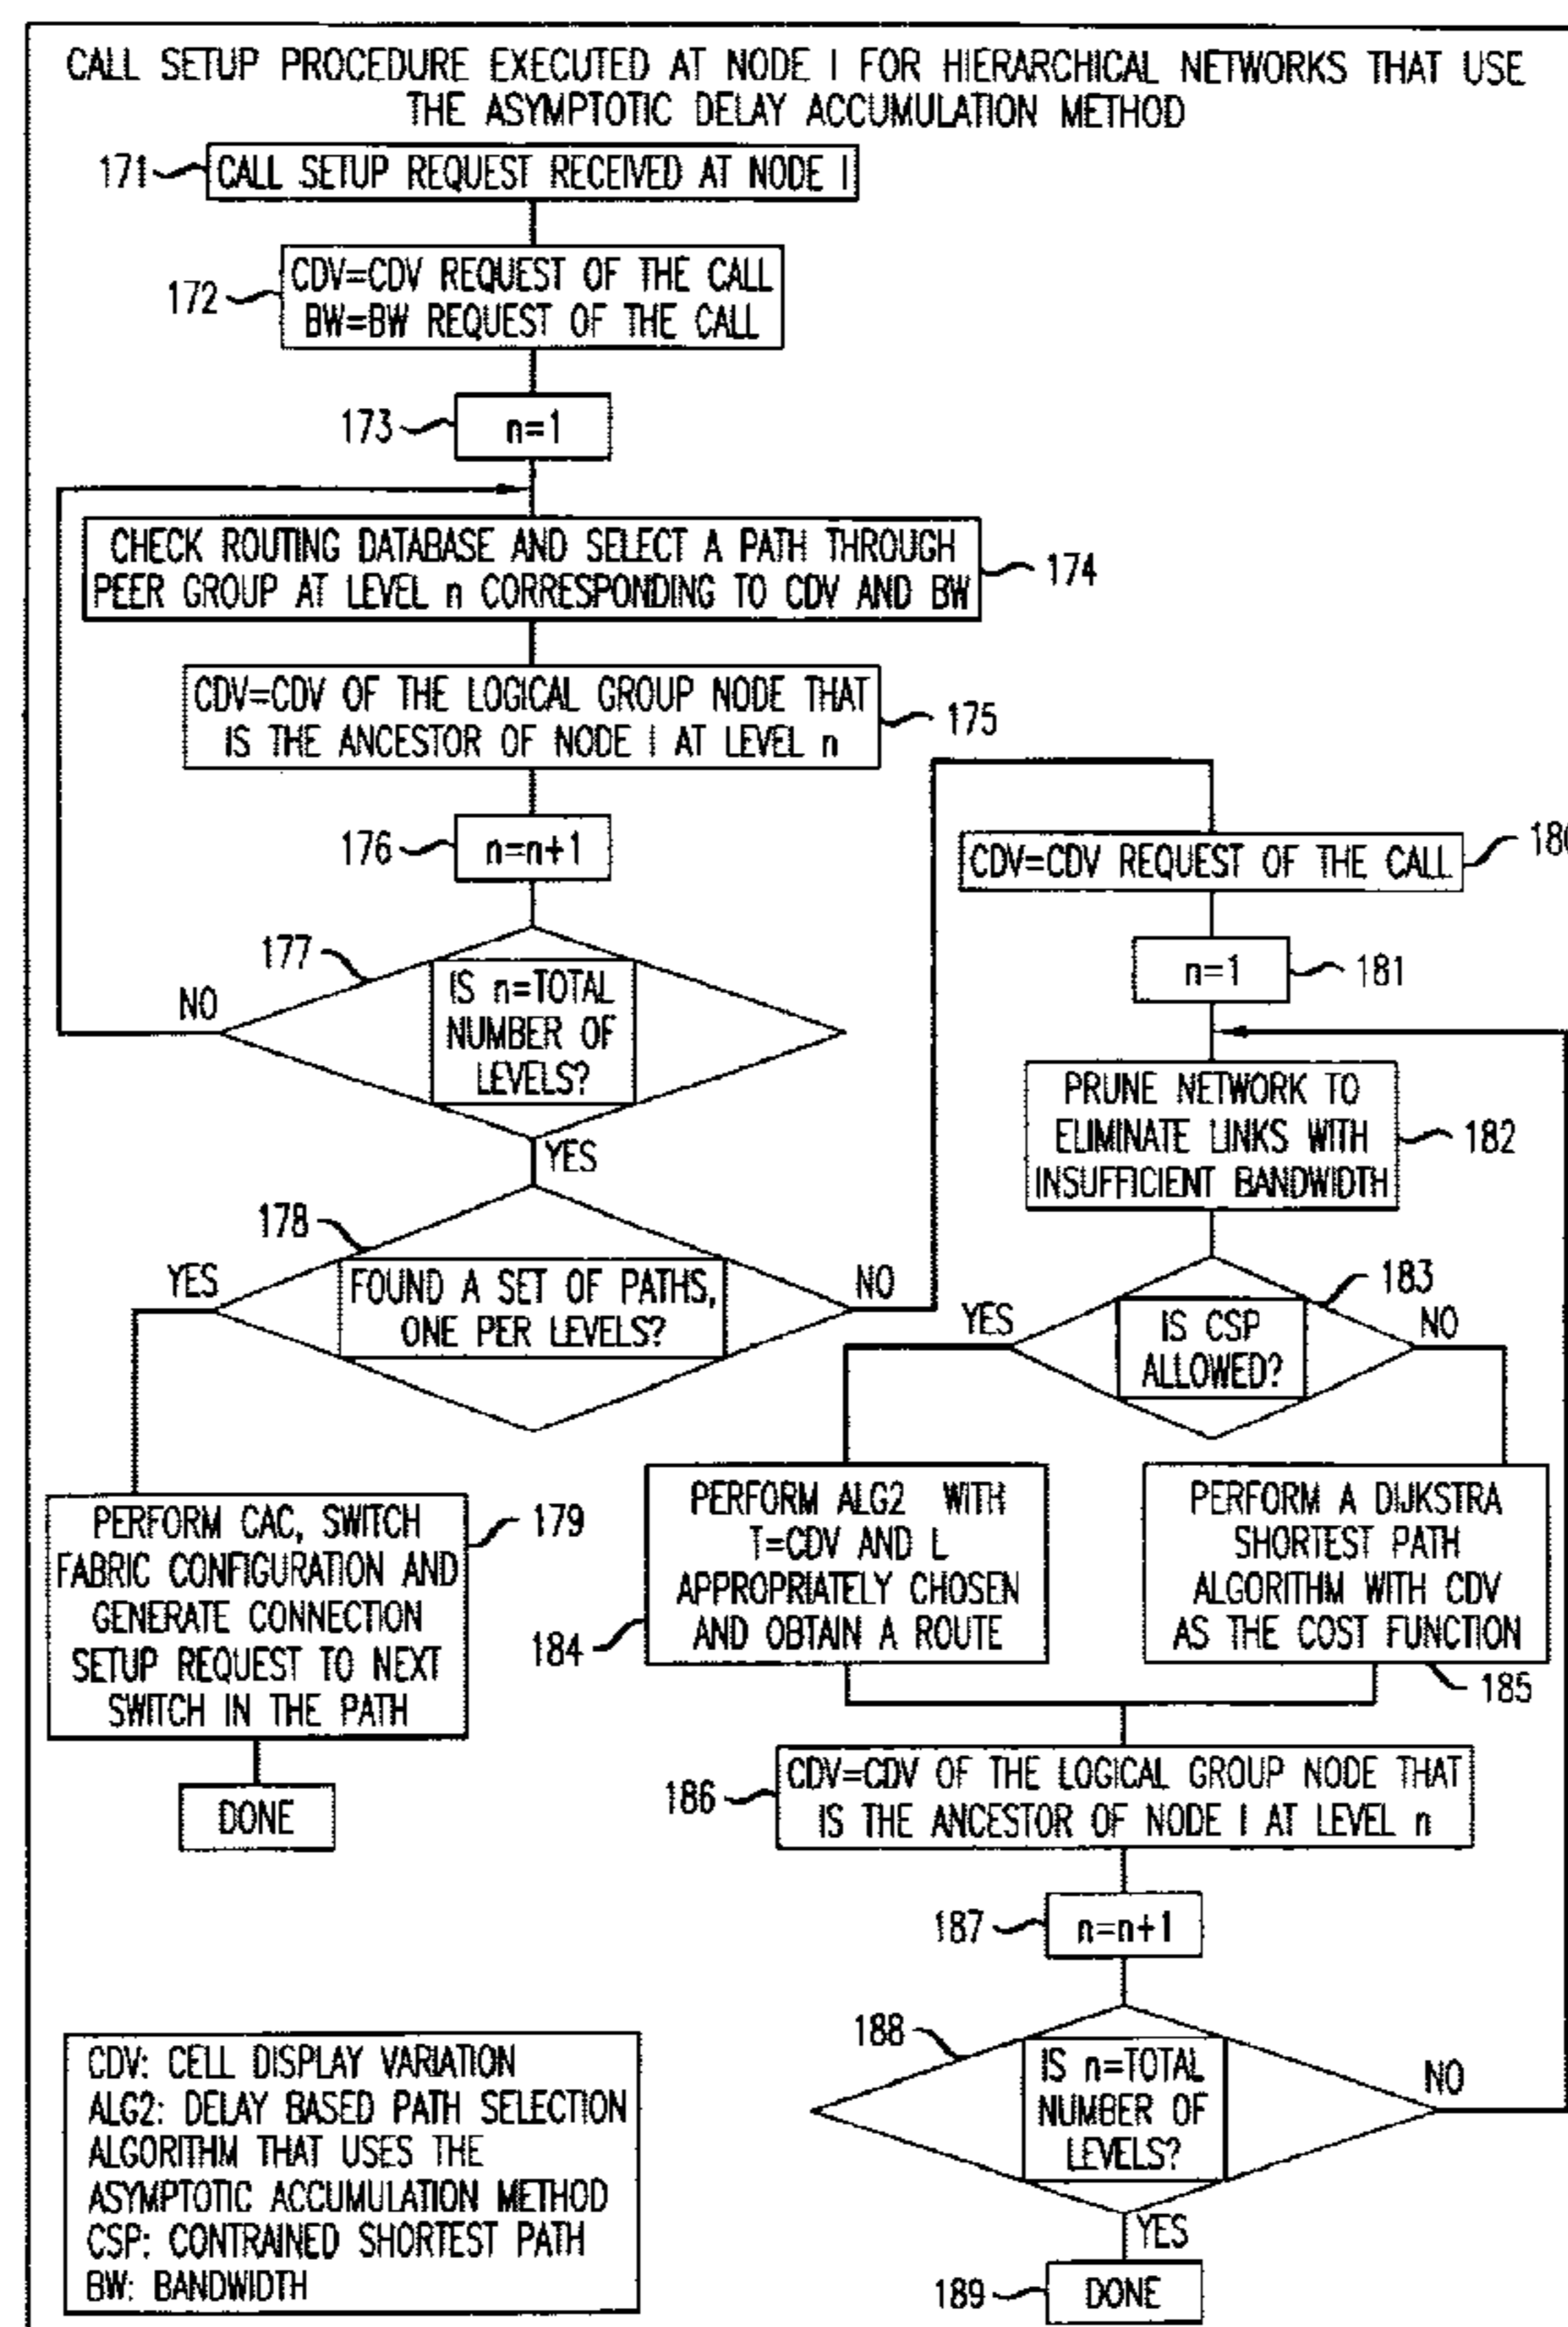 CALL SETUP PROCEDURE EXECUTED AT NODE I FOR HIERARCHICAL NETWORKS THAT USE
THE ASYMPTOTIC DELAY ACCUMULATION METHOD
171
CALL SETUP REQUEST RECEIVED AT NODE I
172
CDV=CDV REQUEST OF THE CALL
BW=BW REQUEST OF THE CALL
173
n=1
CHECK ROUTING DATABASE AND SELECT A PATH THROUGH
PEER GROUP AT LEVEL n CORRESPONDING TO CDV AND BW
174
CDV=CDV OF THE LOGICAL GROUP NODE THAT
IS THE ANCESTOR OF NODE I AT LEVEL n
175
176
n=n+1
177
IS n=TOTAL
NUMBER OF
LEVELS?
NO
YES
178
FOUND A SET OF PATHS,
ONE PER LEVELS?
YES
NO
PERFORM CAC, SWITCH
FABRIC CONFIGURATION AND
GENERATE CONNECTION
SETUP REQUEST TO NEXT
SWITCH IN THE PATH
179
DONE
CDV=CDV REQUEST OF THE CALL
n=1
181
PRUNE NETWORK TO
ELIMINATE LINKS WITH
INSUFFICIENT BANDWIDTH
182
183
IS CSP
ALLOWED?
YES
NO
PERFORM ALG2 WITH
T=CDV AND L
APPROPRIATELY CHOSEN
AND OBTAIN A ROUTE
184
PERFORM A DIJKSTRA
SHORTEST PATH
ALGORITHM WITH CDV
AS THE COST FUNCTION
185
186
CDV=CDV OF THE LOGICAL GROUP NODE THAT
IS THE ANCESTOR OF NODE I AT LEVEL n
187
n=n+1
188
IS n=TOTAL
NUMBER OF
LEVELS?
NO
YES
189
DONE
CDV: CELL DISPLAY VARIATION
ALG2: DELAY BASED PATH SELECTION
ALGORITHM THAT USES THE
ASYMPTOTIC ACCUMULATION METHOD
CSP: CONTRAINED SHORTEST PATH
BW: BANDWIDTH